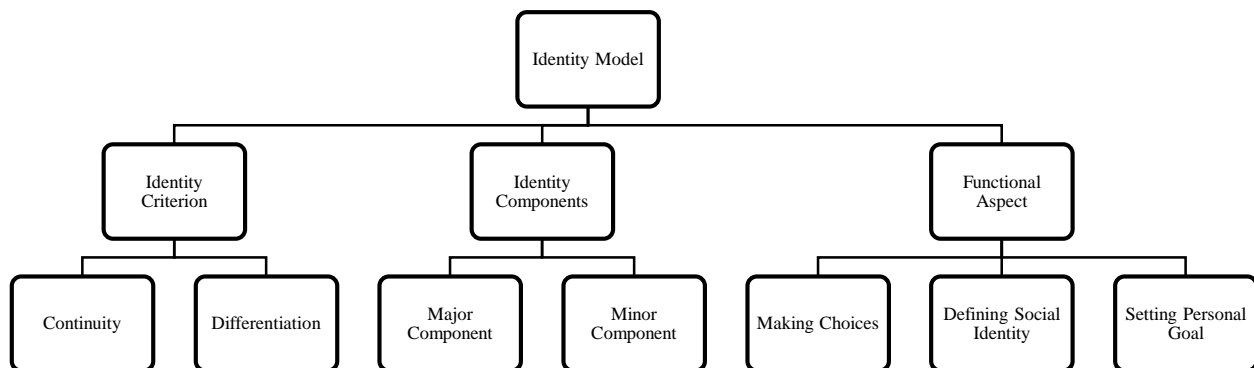 Identity Model
Identity
Criterion
Identity
Components
Functional
Aspect
Continuity
Differentiation
Major
Component
Minor
Component
Making Choices
Defining Social
Identity
Setting Personal
Goal